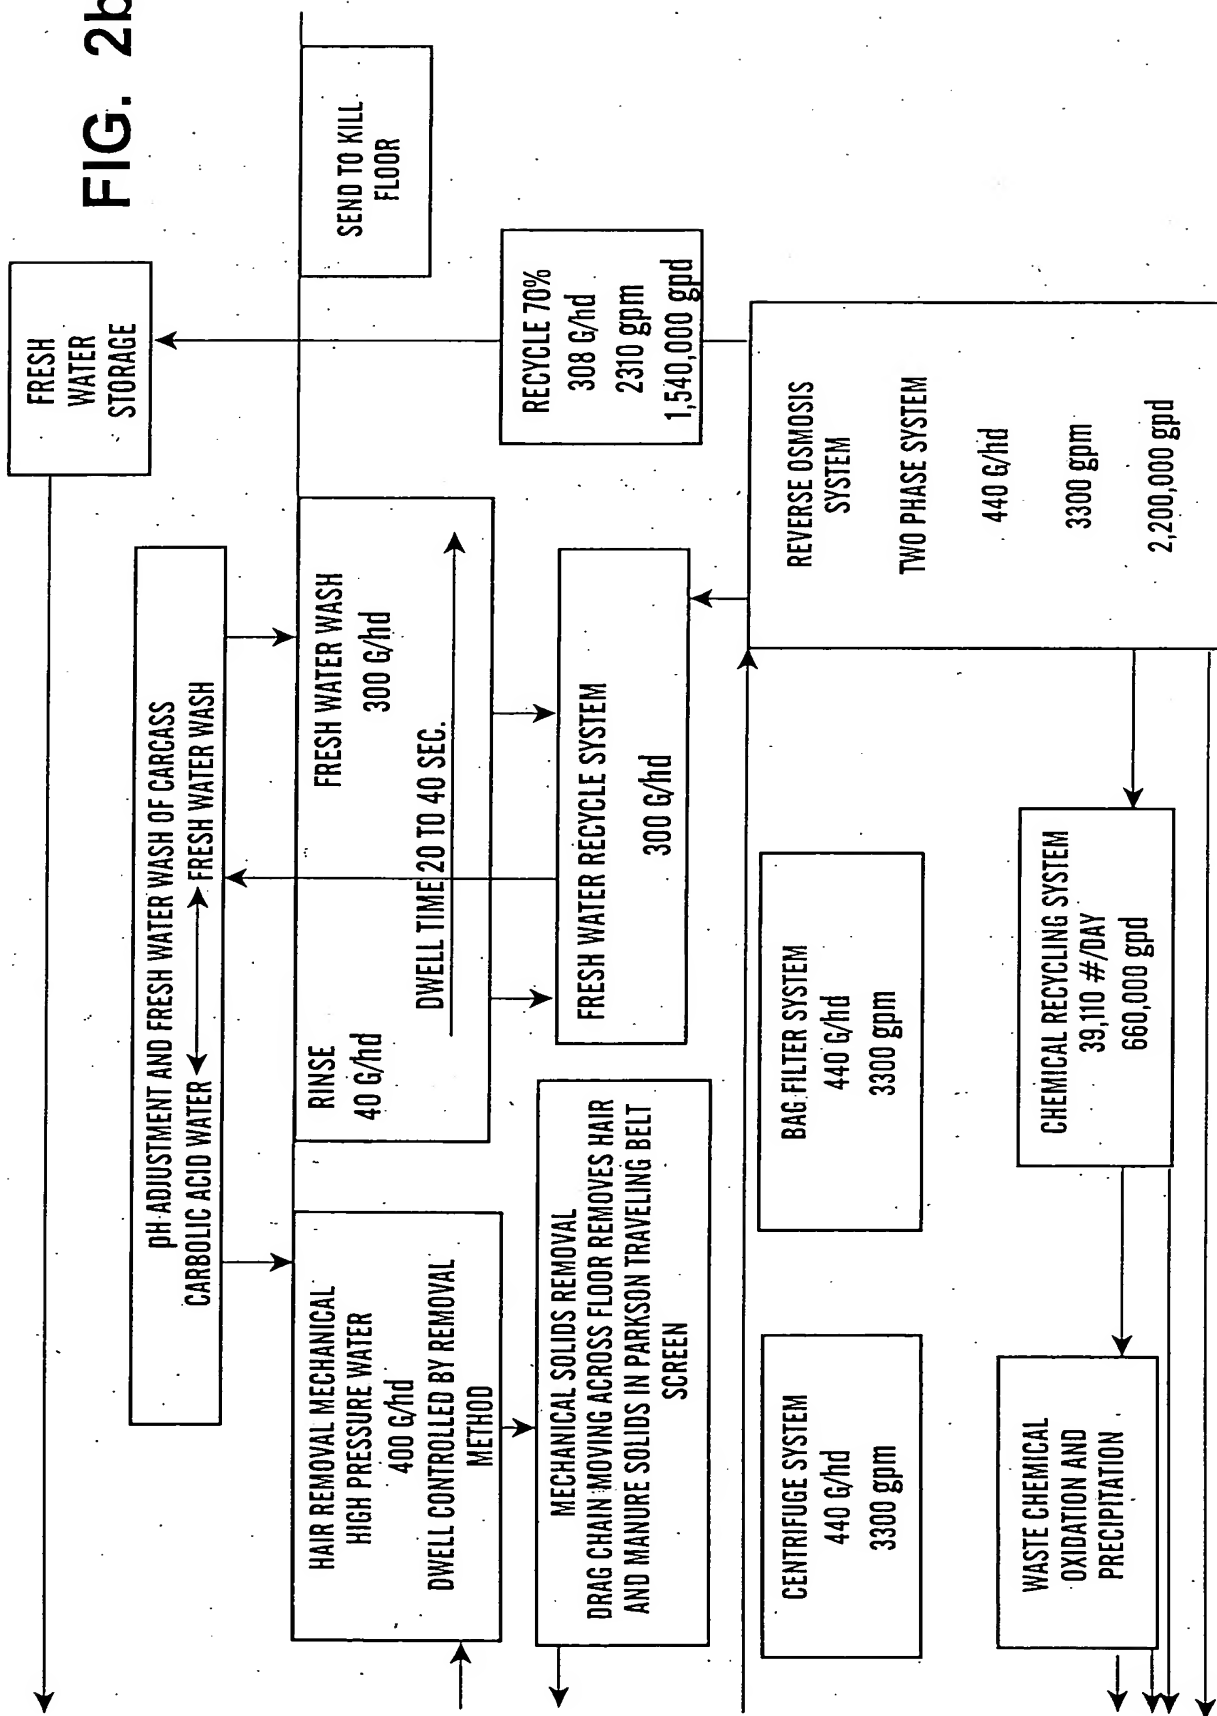 FIG. 2b
FRESH
WATER
STORAGE
pH ADJUSTMENT AND FRESH WATER WASH OF CARCASS
CARBOLIC ACID WATER FRESH WATER WASH
SEND TO KILL
FLOOR
HAIR REMOVAL MECHANICAL
HIGH PRESSURE WATER
400 G/hd
DWELL CONTROLLED BY REMOVAL
METHOD
RINSE
40 G/hd
FRESH WATER WASH
300 G/hd
DWELL TIME 20 TO 40 SEC.
RECYCLE 70%
308 G/hd
2310 gpm
1,540,000 gpd
MECHANICAL SOLIDS REMOVAL
DRAG CHAIN MOVING ACROSS FLOOR REMOVES HAIR
AND MANURE SOLIDS IN PARKSON TRAVELING BELT
SCREEN
FRESH WATER RECYCLE SYSTEM
300 G/hd
CENTRIFUGE SYSTEM
440 G/hd
3300 gpm
BAG FILTER SYSTEM
440 G/hd
3300 gpm
REVERSE OSMOSIS
SYSTEM
TWO PHASE SYSTEM
440 G/hd
3300 gpm
2,200,000 gpd
WASTE CHEMICAL
OXIDATION AND
PRECIPITATION
CHEMICAL RECYCLING SYSTEM
39,110 #/DAY
660,000 gpd